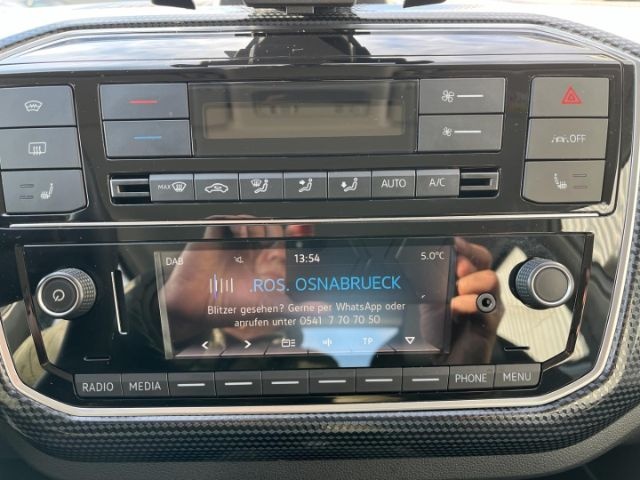 OFF
MAX
AUTO
A/C
DAB
13:54
5.0°C
.ROS. OSNABRUECK
Blitzer gesehen? Gerne per WhatsApp oder
anrufen unter 0541 7 70 70 50
TP
RADIO
MEDIA
PHONE
MENU